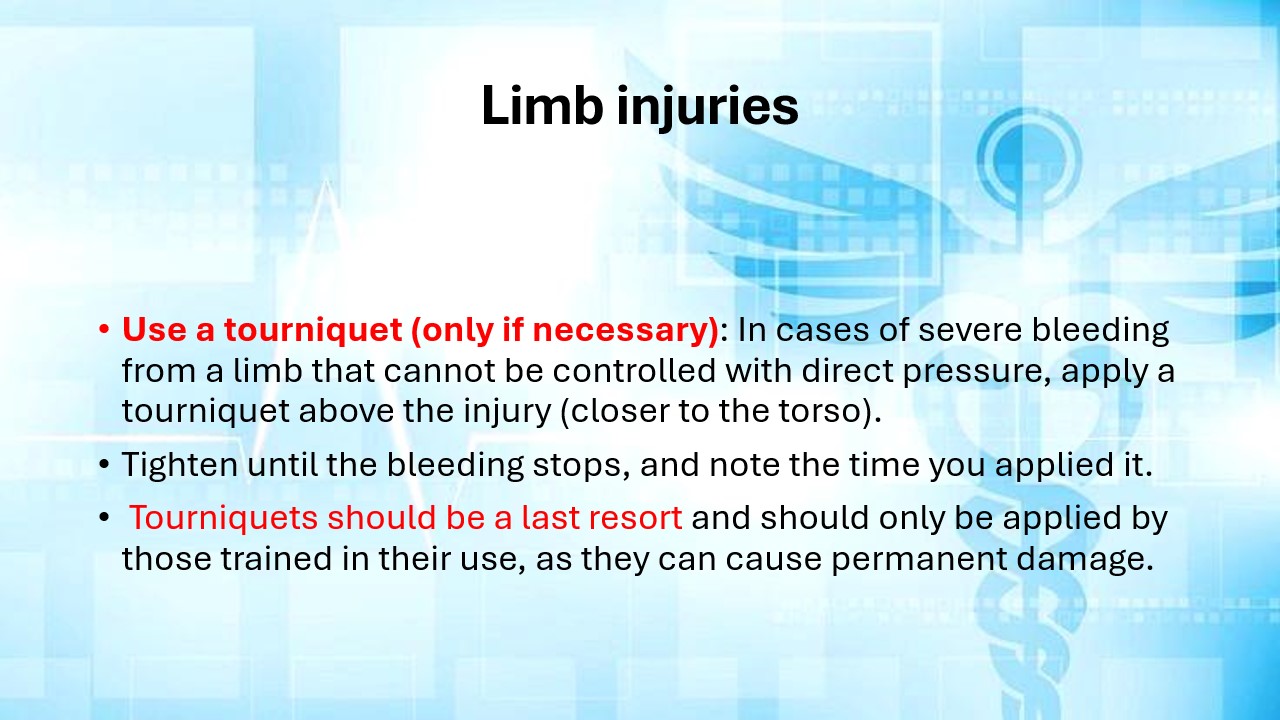 Limb injuries
• Use a tourniquet (only if necessary): In cases of severe bleeding
from a limb that cannot be controlled with direct pressure, apply a
tourniquet above the injury (closer to the torso).
• Tighten until the bleeding stops, and note the time you applied it.
• Tourniquets should be a last resort and should only be applied by
those trained in their use, as they can cause permanent damage.